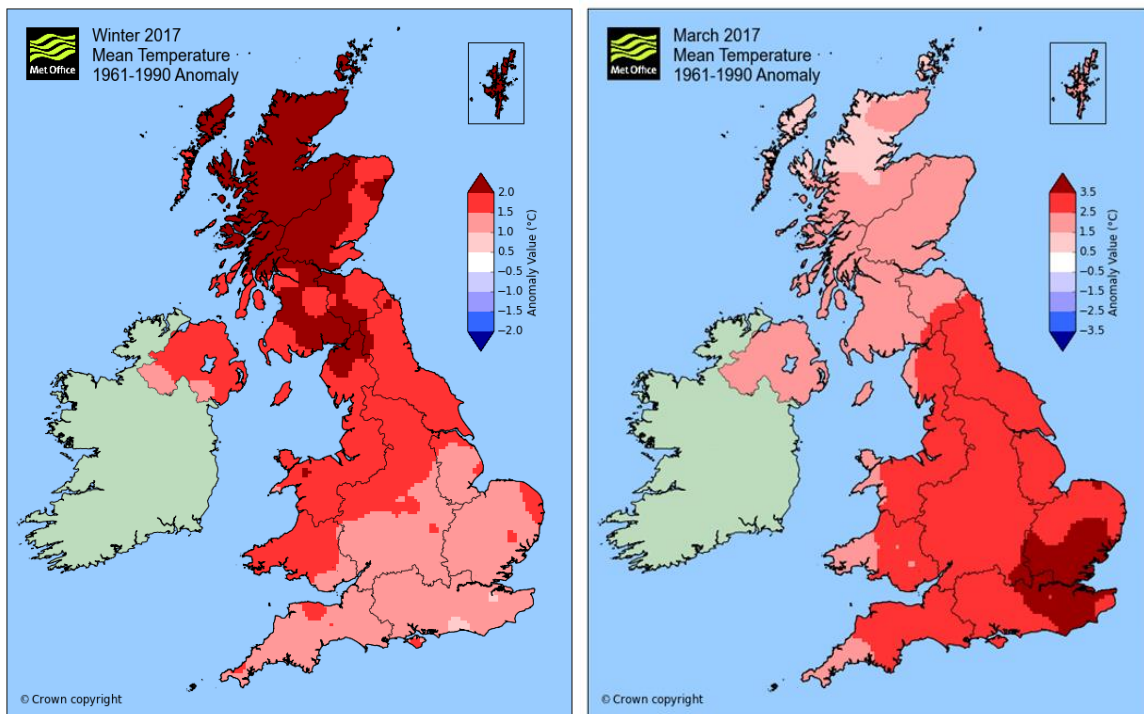 Met Office
Winter 2017
Mean Temperature
1961-1990 Anomaly
2.0
1.5
1.0
0.5
−0.5
−1.0
−1.5
−2.0
Anomaly Value (°C)
© Crown copyright
Met Office
March 2017
Mean Temperature
1961-1990 Anomaly
3.5
2.5
1.5
0.5
−0.5
−1.5
−2.5
−3.5
Anomaly Value (°C)
© Crown copyright